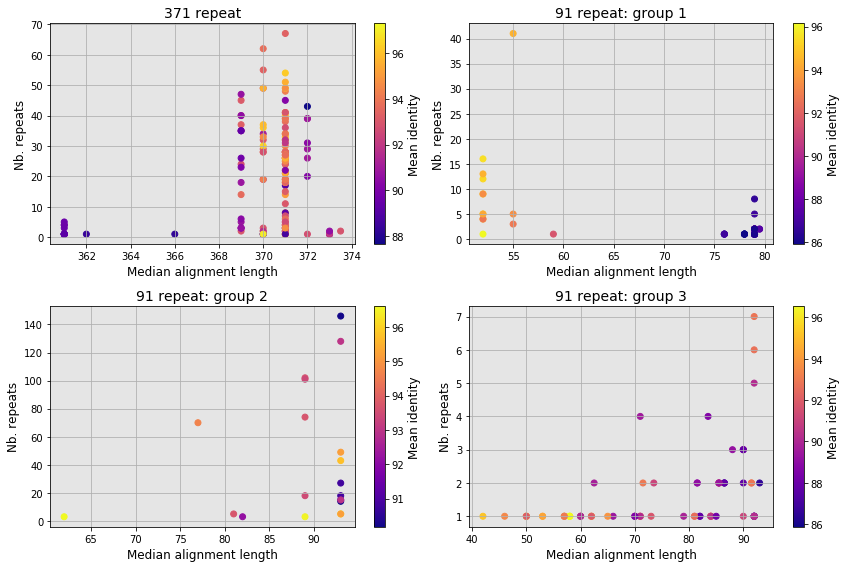 371 repeat
70
60
50
40
30
20
10
0
Nb. repeats
362 364 366 368 370 372 374
Median alignment length
96
94
92
90
88
Mean identity
91 repeat: group 1
40
35
30
25
20
15
10
5
0
Nb. repeats
55 60 65 70 75 80
Median alignment length
96
94
92
90
88
86
Mean identity
91 repeat: group 2
140
120
100
80
60
40
20
0
Nb. repeats
65 70 75 80 85 90
Median alignment length
96
95
94
93
92
91
Mean identity
91 repeat: group 3
7
6
5
4
3
2
1
Nb. repeats
40 50 60 70 80 90
Median alignment length
96
94
92
90
88
86
Mean identity